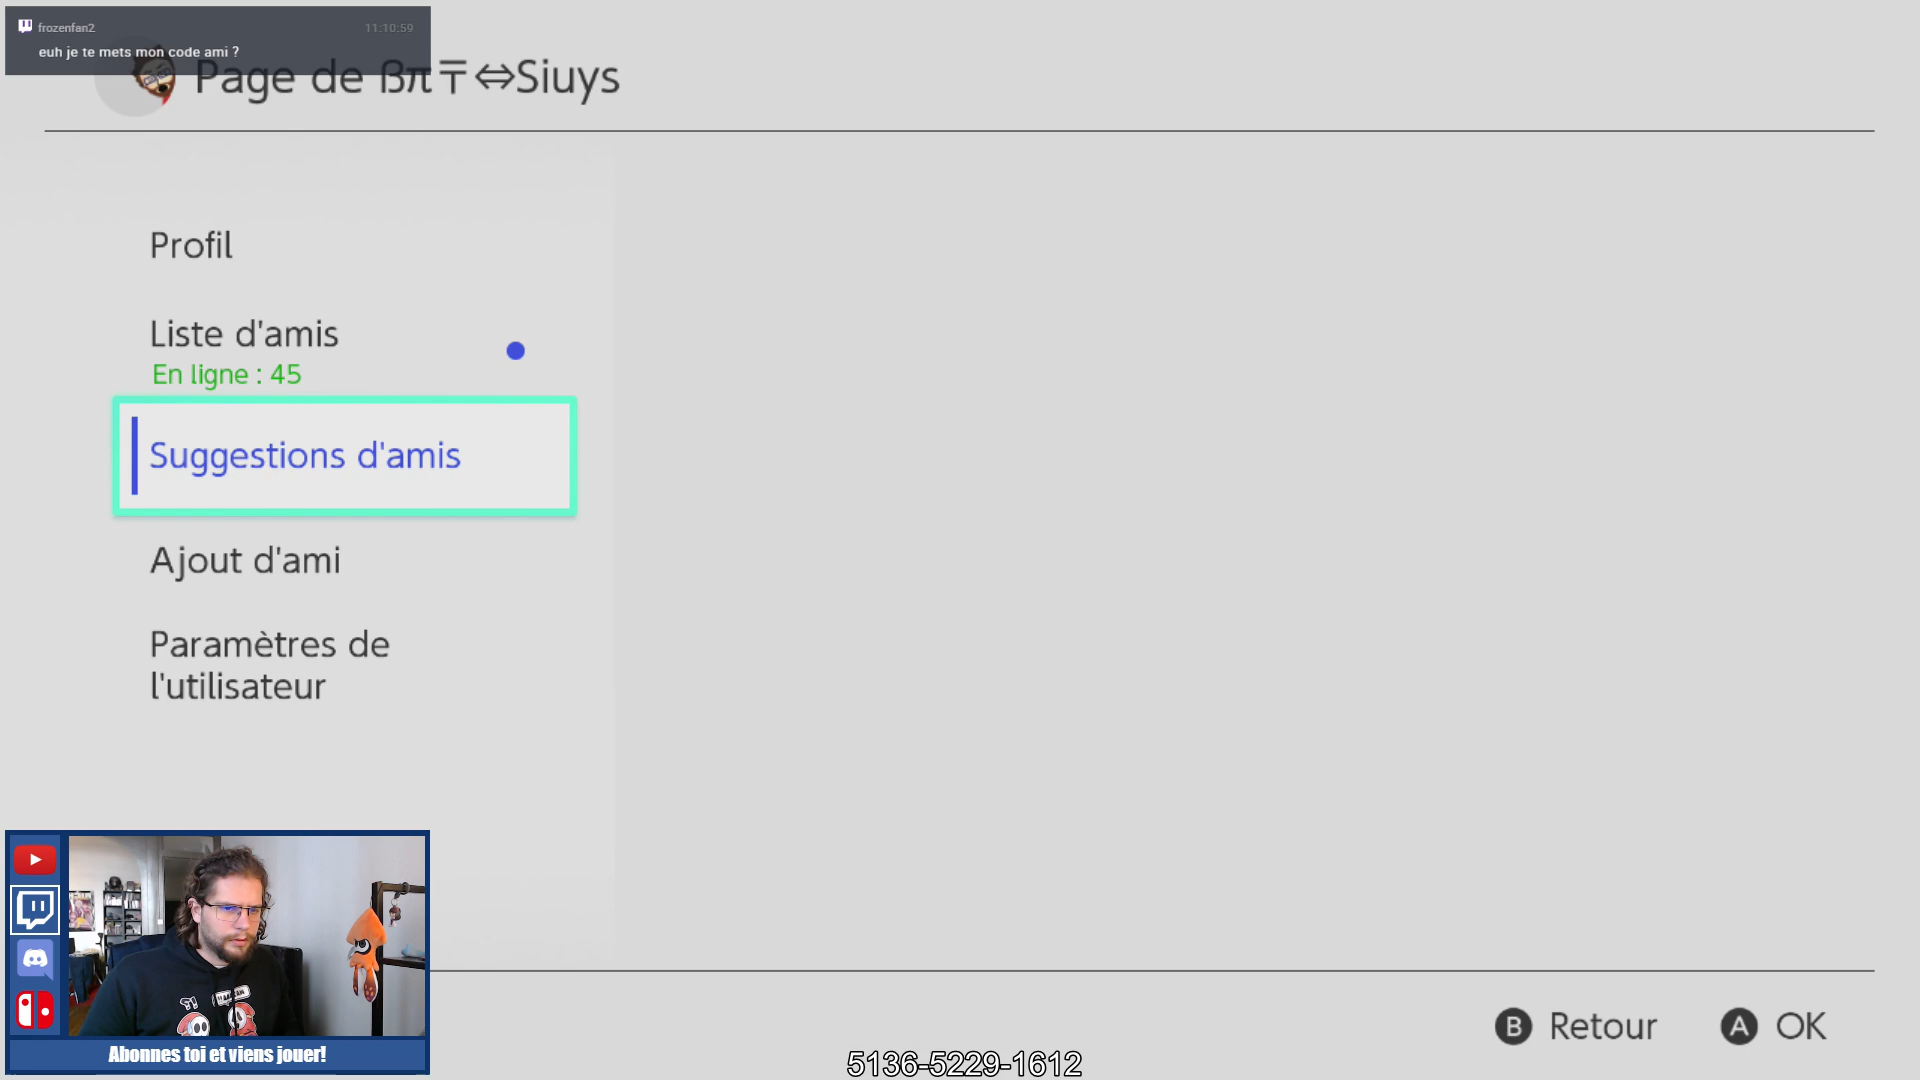 frozenfan2 11:10:59
euh je te mets mon code ami ?
Page de ßπ〒⇔Siuys
Profil
Liste d'amis
En ligne : 45
Suggestions d'amis
Ajout d'ami
Paramètres de
l'utilisateur
Abonnes toi et viens jouer!
B Retour A OK
5136-5229-1612